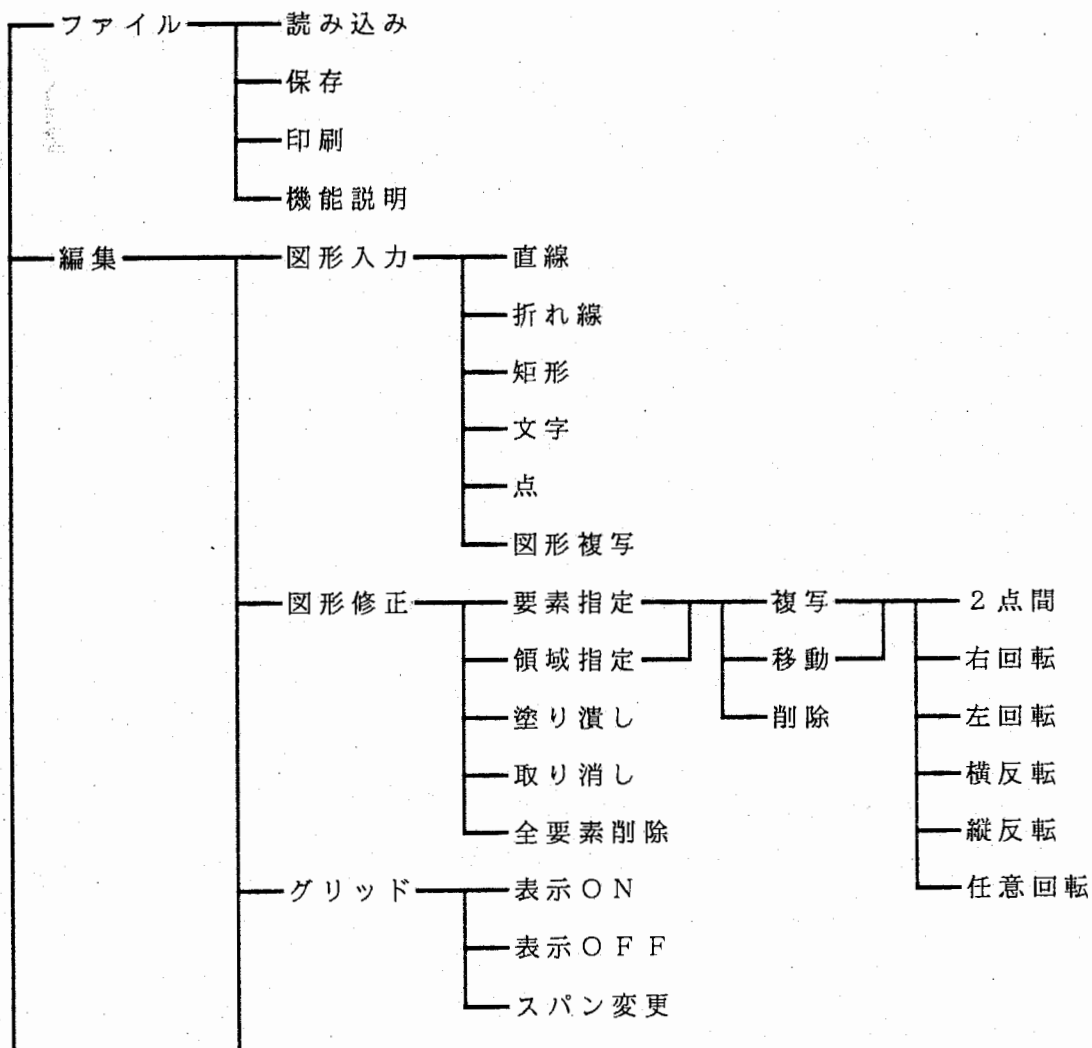 ファイル 読み込み
保存
印刷
機能説明
編集 図形入力 直線
折れ線
矩形
文字
点
図形複写
図形修正 要素指定 複写 2点間
領域指定 移動 右回転
塗り潰し 削除 左回転
取り消し 横反転
全要素削除 縦反転
グリッド 表示ON 任意回転
表示OFF
スパン変更